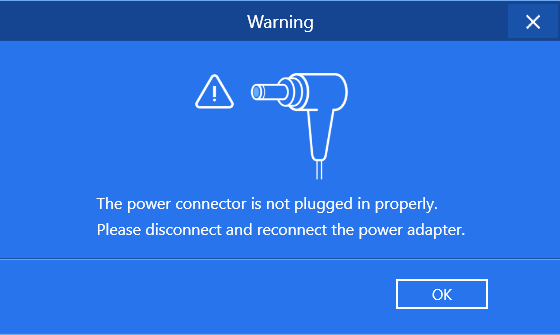 Warning
The power connector is not plugged in properly.
Please disconnect and reconnect the power adapter.
OK